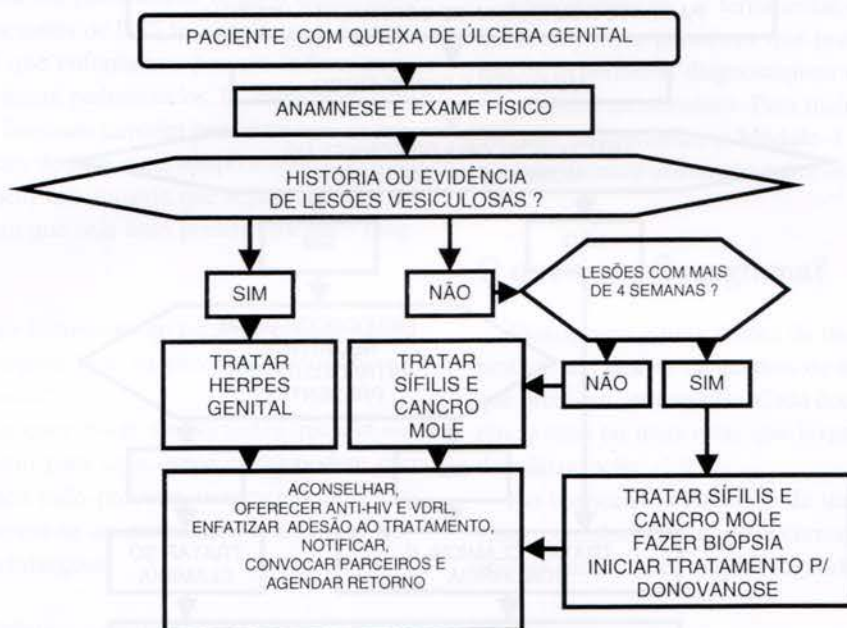 PACIENTE COM QUEIXA DE ÚLCERA GENITAL
ANAMNESE E EXAME FÍSICO
HISTÓRIA OU EVIDÊNCIA
DE LESÕES VESICULOSAS ?
SIM
NÃO
LESÕES COM MAIS
DE 4 SEMANAS ?
NÃO
SIM
TRATAR
HERPES
GENITAL
TRATAR
SÍFILIS E
CANCRO
MOLE
ACONSELHAR,
OFERECER ANTI-HIV E VDRL,
ENFATIZAR ADESÃO AO TRATAMENTO,
NOTIFICAR,
CONVOCAR PARCEIROS E
AGENDAR RETORNO
TRATAR SÍFILIS E
CANCRO MOLE
FAZER BIÓPSIA
INICIAR TRATAMENTO P/
DONOVANOSE